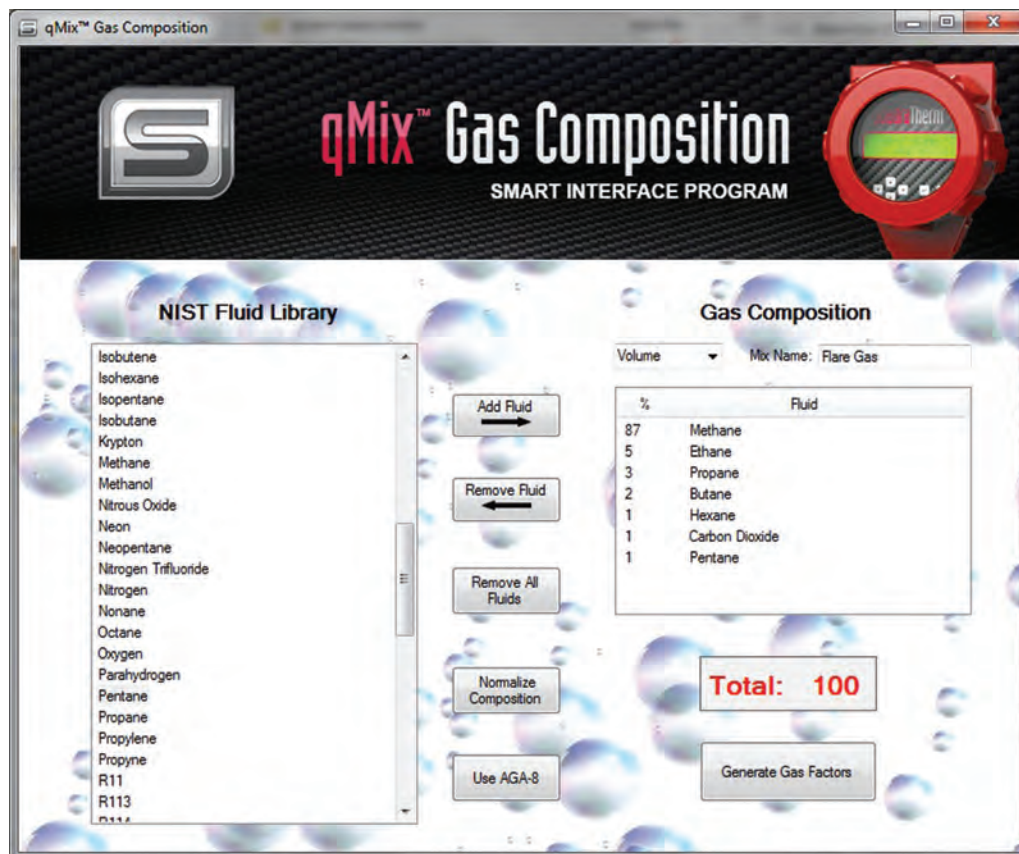 qMix™ Gas Composition
S
qMix™ Gas Composition
SMART INTERFACE PROGRAM
Therm
NIST Fluid Library
Isobutene
Isohexane
Isopentane
Isobutane
Krypton
Methane
Methanol
Nitrous Oxide
Neon
Neopentane
Nitrogen Trifluoride
Nitrogen
Nonane
Octane
Oxygen
Parahydrogen
Pentane
Propane
Propylene
Propyne
R11
R113
R114
Add Fluid
Remove Fluid
Remove All
Fluids
Normalize
Composition
Use AGA-8
Gas Composition
Volume Mix Name: Flare Gas
% Fluid
87 Methane
5 Ethane
3 Propane
2 Butane
1 Hexane
1 Carbon Dioxide
1 Pentane
Total: 100
Generate Gas Factors